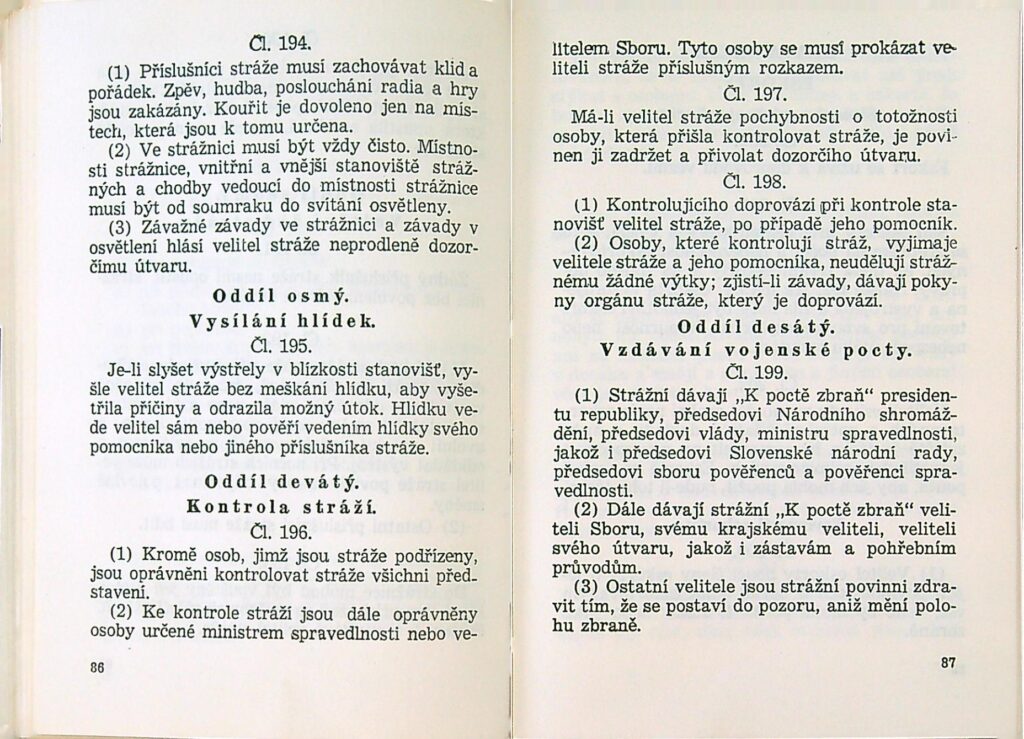 Čl. 194.
(1) Příslušníci stráže musí zachovávat klid a
pořádek. Zpěv, hudba, poslouchání radia a hry
jsou zakázány. Kouřit je dovoleno jen na mís-
tech, která jsou k tomu určena.
(2) Ve strážnici musí být vždy čisto. Místno-
sti strážnice, vnitřní a vnější stanoviště stráž-
ných a chodby vedoucí do místnosti strážnice
musí být od soumraku do svítání osvětleny.
(3) Závažné závady ve strážnici a závady v
osvětlení hlásí velitel stráže neprodleně dozor-
čímu útvaru.
Oddíl osmý.
Vysílání hlídek.
Čl. 195.
Je-li slyšet výstřely v blízkosti stanovišť, vy-
šle velitel stráže bez meškání hlídku, aby vyše-
třila příčiny a odrazila možný útok. Hlídku ve-
de velitel sám nebo pověří vedením hlídky svého
pomocníka nebo jiného příslušníka stráže.
Oddíl devátý.
Kontrola stráží.
Čl. 196.
(1) Kromě osob, jimž jsou stráže podřízeny,
jsou oprávněni kontrolovat stráže všichni před-
stavení.
(2) Ke kontrole stráží jsou dále oprávněny
osoby určené ministrem spravedlnosti nebo ve-
86
litelem Sboru. Tyto osoby se musí prokázat ve-
liteli stráže příslušným rozkazem.
Čl. 197.
Má-li velitel stráže pochybnosti o totožnosti
osoby, která přišla kontrolovat stráže, je povi-
nen ji zadržet a přivolat dozorčího útvaru.
Čl. 198.
(1) Kontrolujícího doprovází při kontrole sta-
novišť velitel stráže, po případě jeho pomocník.
(2) Osoby, které kontrolují stráž, vyjímaje
velitele stráže a jeho pomocníka, neudělují stráž-
nému žádné výtky; zjistí-li závady, dávají poky-
ny orgánu stráže, který je doprovází.
Oddíl desátý.
Vzdávání vojenské pocty.
Čl. 199.
(1) Strážní dávají „K poctě zbraň“ presiden-
tu republiky, předsedovi Národního shromáž-
dění, předsedovi vlády, ministru spravedlnosti,
jakož i předsedovi Slovenské národní rady,
předsedovi sboru pověřenců a pověřenci spra-
vedlnosti.
(2) Dále dávají strážní „K poctě zbraň“ veli-
teli Sboru, svému krajskému veliteli, veliteli
svého útvaru, jakož i zástavám a pohřebním
průvodům.
(3) Ostatní velitele jsou strážní povinni zdra-
vit tím, že se postaví do pozoru, aniž mění polo-
hu zbraně.
87